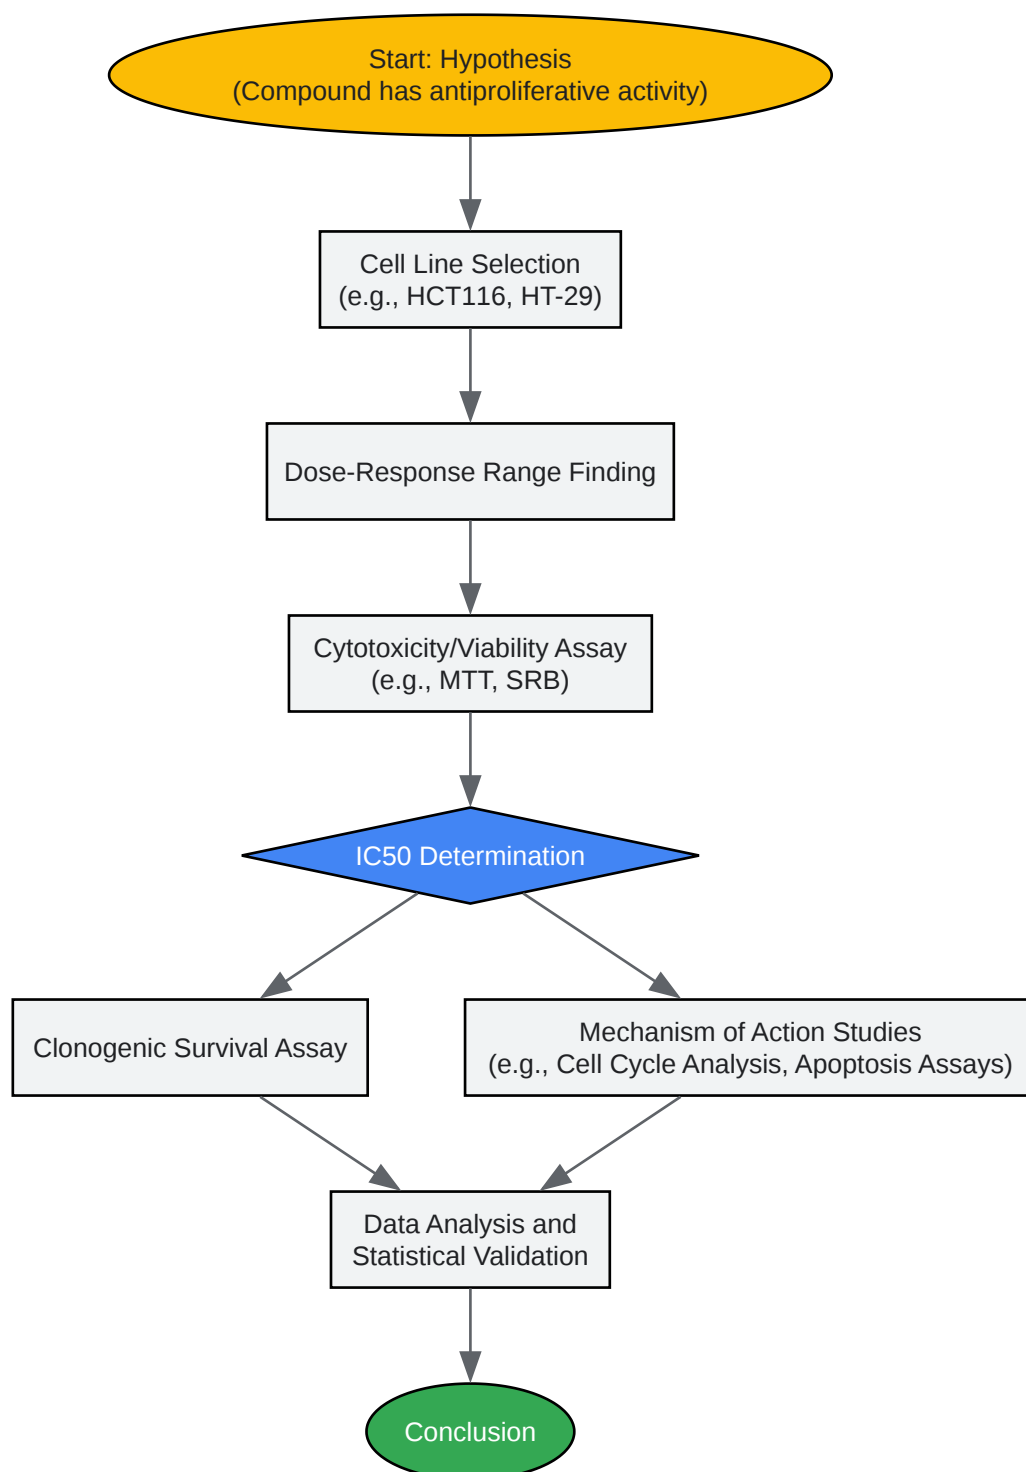 Start: Hypothesis
(Compound has antiproliferative activity)
Cell Line Selection
(e.g., HCT116, HT-29)
Dose-Response Range Finding
Cytotoxicity/Viability Assay
(e.g., MTT, SRB)
IC50 Determination
Clonogenic Survival Assay
Mechanism of Action Studies
(e.g., Cell Cycle Analysis, Apoptosis Assays)
Data Analysis and
Statistical Validation
Conclusion